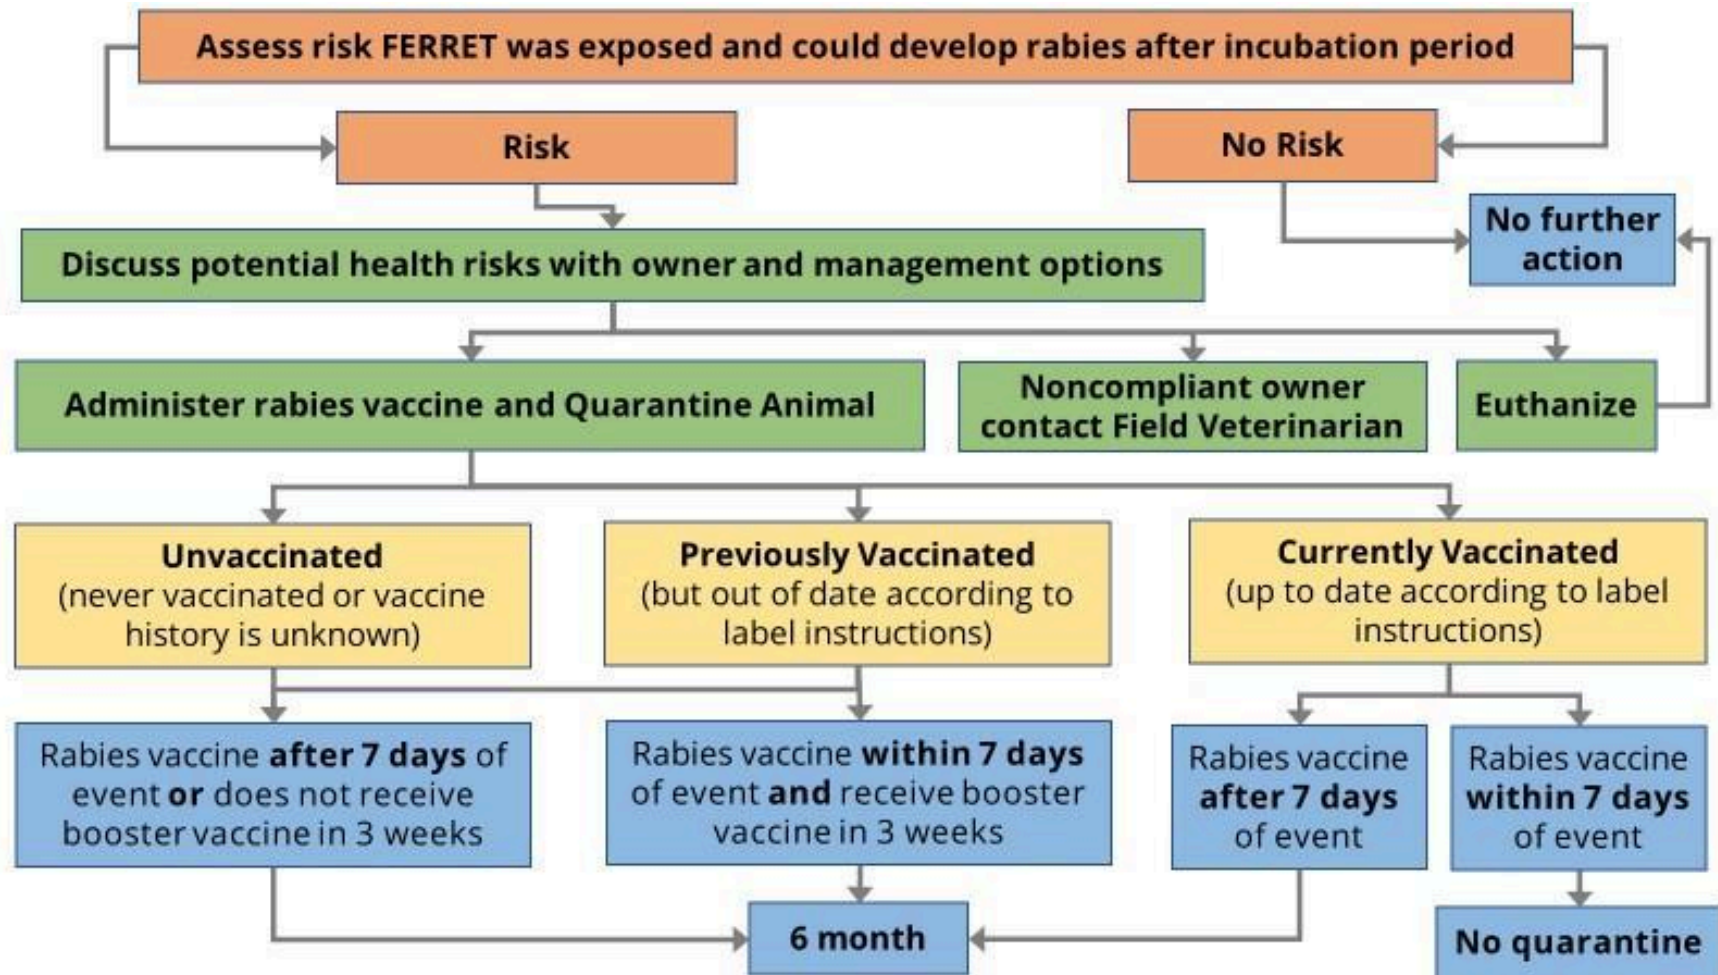 Assess risk FERRET was exposed and could develop rabies after incubation period
Risk
No Risk
No further
action
Discuss potential health risks with owner and management options
Administer rabies vaccine and Quarantine Animal
Noncompliant owner
contact Field Veterinarian
Euthanize
Unvaccinated
(never vaccinated or vaccine
history is unknown)
Previously Vaccinated
(but out of date according to
label instructions)
Currently Vaccinated
(up to date according to label
instructions)
Rabies vaccine after 7 days of
event or does not receive
booster vaccine in 3 weeks
Rabies vaccine within 7 days
of event and receive booster
vaccine in 3 weeks
Rabies vaccine
after 7 days
of event
Rabies vaccine
within 7 days
of event
6 month
No quarantine